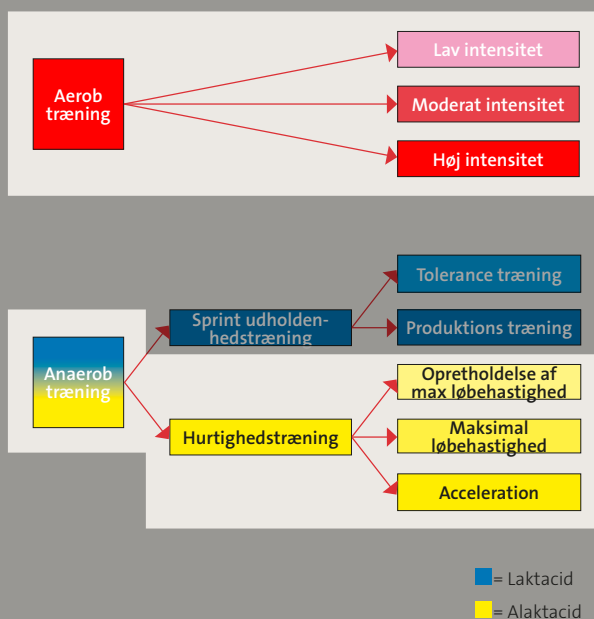 Lav intensitet
Aerob
træning
Moderat intensitet
Høj intensitet
Tolerance træning
Sprint udholden-
hedstræning
Produktions træning
Anaerob
træning
Opretholdelse af
max løbehastighed
Hurtighedstræning
Maksimal
løbehastighed
Acceleration
= Laktacid
= Alaktacid